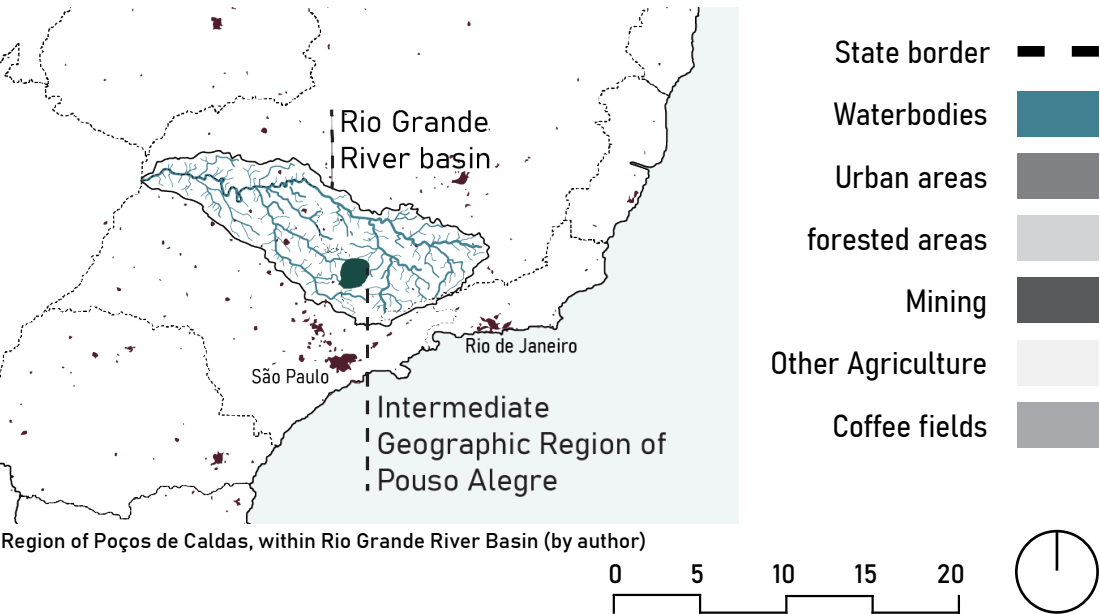 Rio Grande
River basin
São Paulo
Rio de Janeiro
Intermediate
Geographic Region of
Pouso Alegre
Region of Poços de Caldas, within Rio Grande River Basin (by author)
State border
Waterbodies
Urban areas
forested areas
Mining
Other Agriculture
Coffee fields
0 5 10 15 20